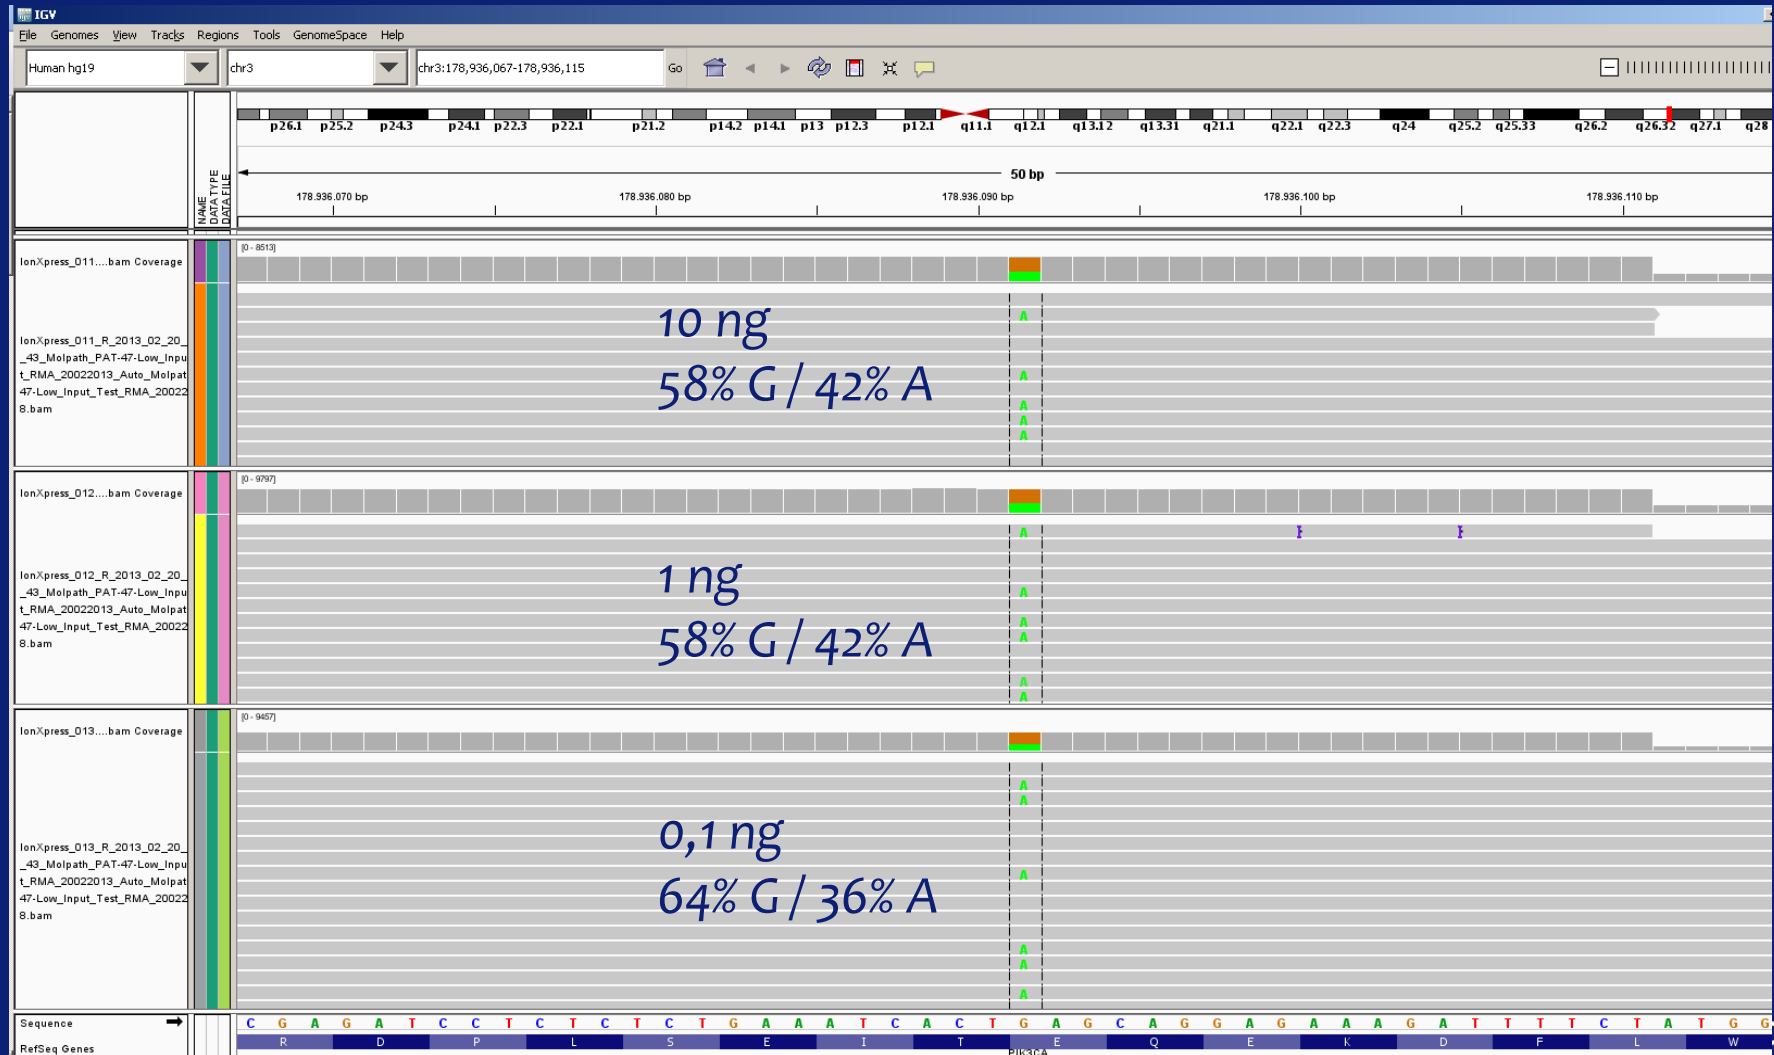 IGV
File Genomes View Tracks Regions Tools GenomeSpace Help
Human hg19 chr3 chr3:178,936,067-178,936,115 Go
p26.1 p25.2 p24.3 p24.1 p22.3 p22.1 p21.2 p14.2 p14.1 p13 p12.3 p12.1 q11.1 q12.1 q13.12 q13.31 q21.1 q22.1 q22.3 q24 q25.2 q25.33 q26.2 q26.32 q27.1 q28
NAME
DATA TYPE
DATA FILE
50 bp
178.936.070 bp 178.936.080 bp 178.936.090 bp 178.936.100 bp 178.936.110 bp
[0 - 8513]
IonXpress_011....bam Coverage
IonXpress_011_R_2013_02_20_
_43_Molpath_PAT-47-Low_Inpu
t_RMA_20022013_Auto_Molpat
47-Low_Input_Test_RMA_20022
8.bam
10 ng
58% G / 42% A
A
A
A
A
A
[0 - 9797]
IonXpress_012....bam Coverage
IonXpress_012_R_2013_02_20_
_43_Molpath_PAT-47-Low_Inpu
t_RMA_20022013_Auto_Molpat
47-Low_Input_Test_RMA_20022
8.bam
1 ng
58% G / 42% A
A
A
A
A
A
A
[0 - 9457]
IonXpress_013....bam Coverage
IonXpress_013_R_2013_02_20_
_43_Molpath_PAT-47-Low_Inpu
t_RMA_20022013_Auto_Molpat
47-Low_Input_Test_RMA_20022
8.bam
0,1 ng
64% G / 36% A
A
A
A
A
A
A
Sequence C G A G A T C C T C T C T C T G A A A T C A C T G A G C A G G A G A A A G A T T T T C T A T G G
RefSeq Genes R D P L S E I T E Q E K D F L W
PIK3CA